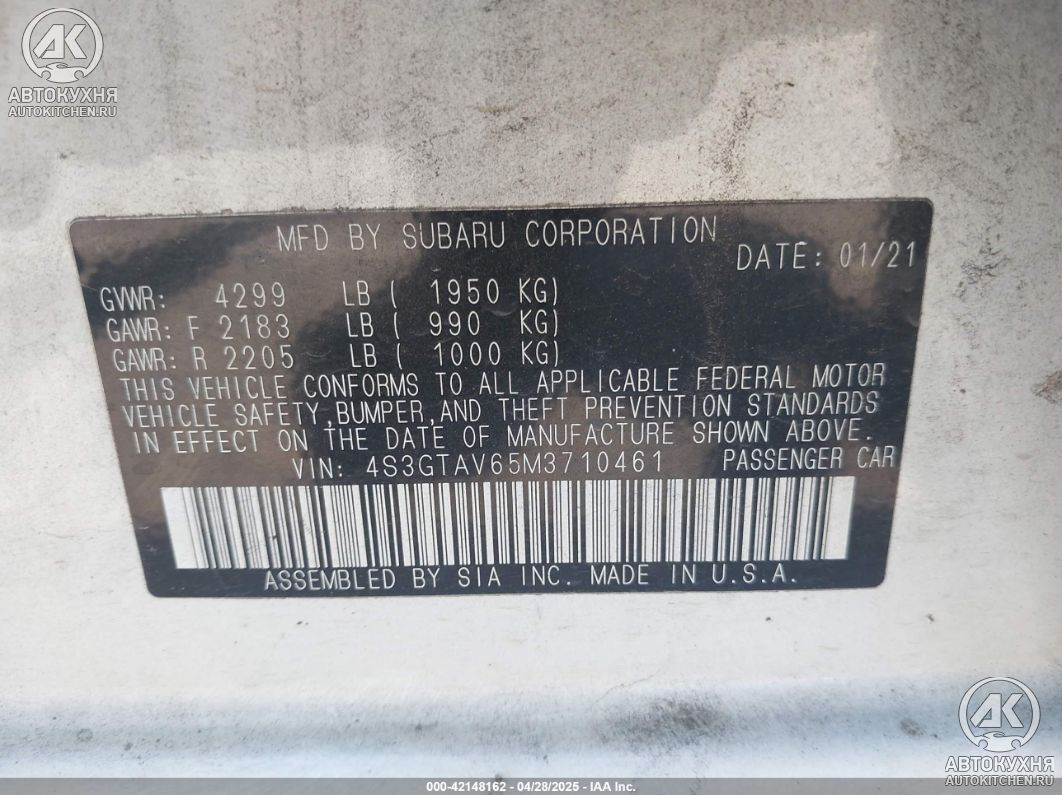 AK
АВТОКУХНЯ
AUTOKITCHEN.RU
MFD BY SUBARU CORPORATION
DATE: 01/21
GVWR: 4299 LB ( 1950 KG)
GAWR: F 2183 LB ( 990 KG)
GAWR: R 2205 LB ( 1000 KG)
THIS VEHICLE CONFORMS TO ALL APPLICABLE FEDERAL MOTOR
VEHICLE SAFETY,BUMPER,AND THEFT PREVENTION STANDARDS
IN EFFECT ON THE DATE OF MANUFACTURE SHOWN ABOVE.
VIN: 4S3GTAV65M3710461 PASSENGER CAR
ASSEMBLED BY SIA INC. MADE IN U.S.A.
AK
АВТОКУХНЯ
AUTOKITCHEN.RU
000-42148162 - 04/28/2025 - IAA Inc.